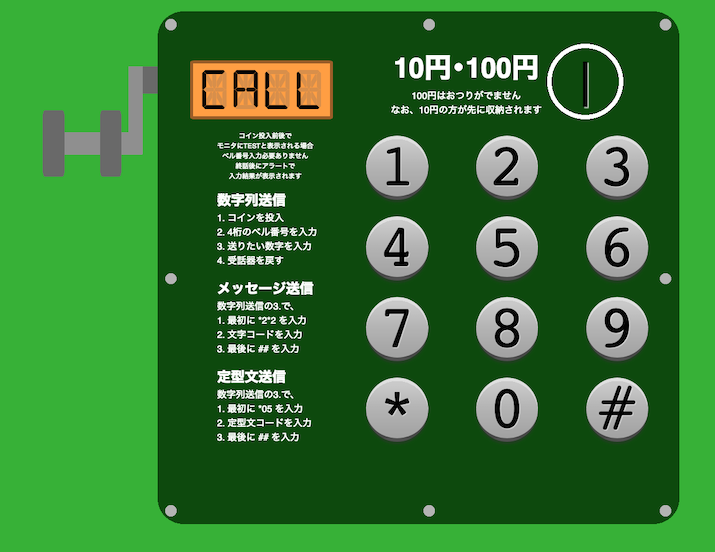 CALL
10円・100円
100円はおつりがでません
なお、10円の方が先に収納されます
コイン投入前後で
モニタにTESTと表示される場合
ベル番号入力必要ありません
終話後にアラートで
入力結果が表示されます
数字列送信
1. コインを投入
2. 4桁のベル番号を入力
3. 送りたい数字を入力
4. 受話器を戻す
メッセージ送信
数字列送信の3.で、
1. 最初に *2*2 を入力
2. 文字コードを入力
3. 最後に ## を入力
定型文送信
数字列送信の3.で、
1. 最初に *05 を入力
2. 定型文コードを入力
3. 最後に ## を入力
1 2 3
4 5 6
7 8 9
* 0 #